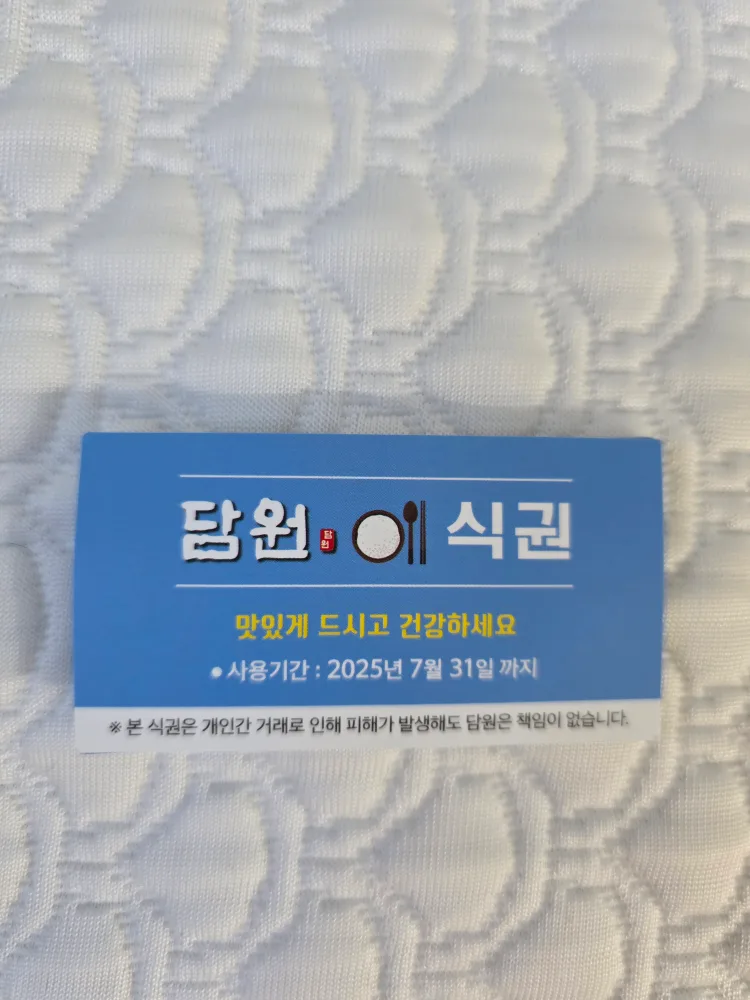 담원 담원 식권
맛있게 드시고 건강하세요
• 사용기간 : 2025년 7월 31일 까지
※ 본 식권은 개인간 거래로 인해 피해가 발생해도 담원은 책임이 없습니다.